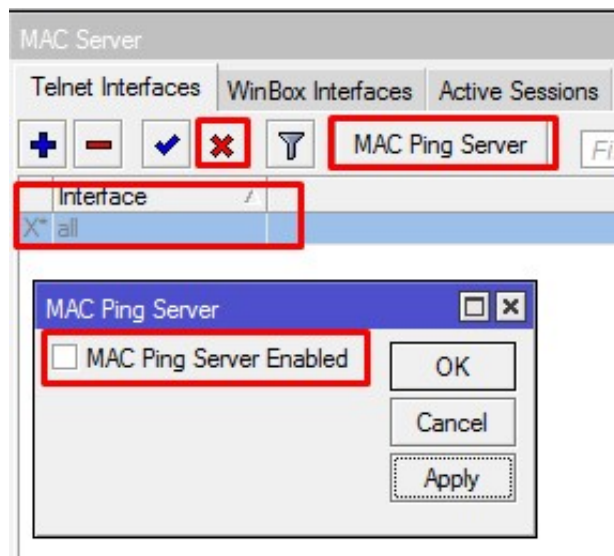 MAC Server
Telnet Interfaces WinBox Interfaces Active Sessions
MAC Ping Server
Interface
X* all
MAC Ping Server
MAC Ping Server Enabled
OK
Cancel
Apply